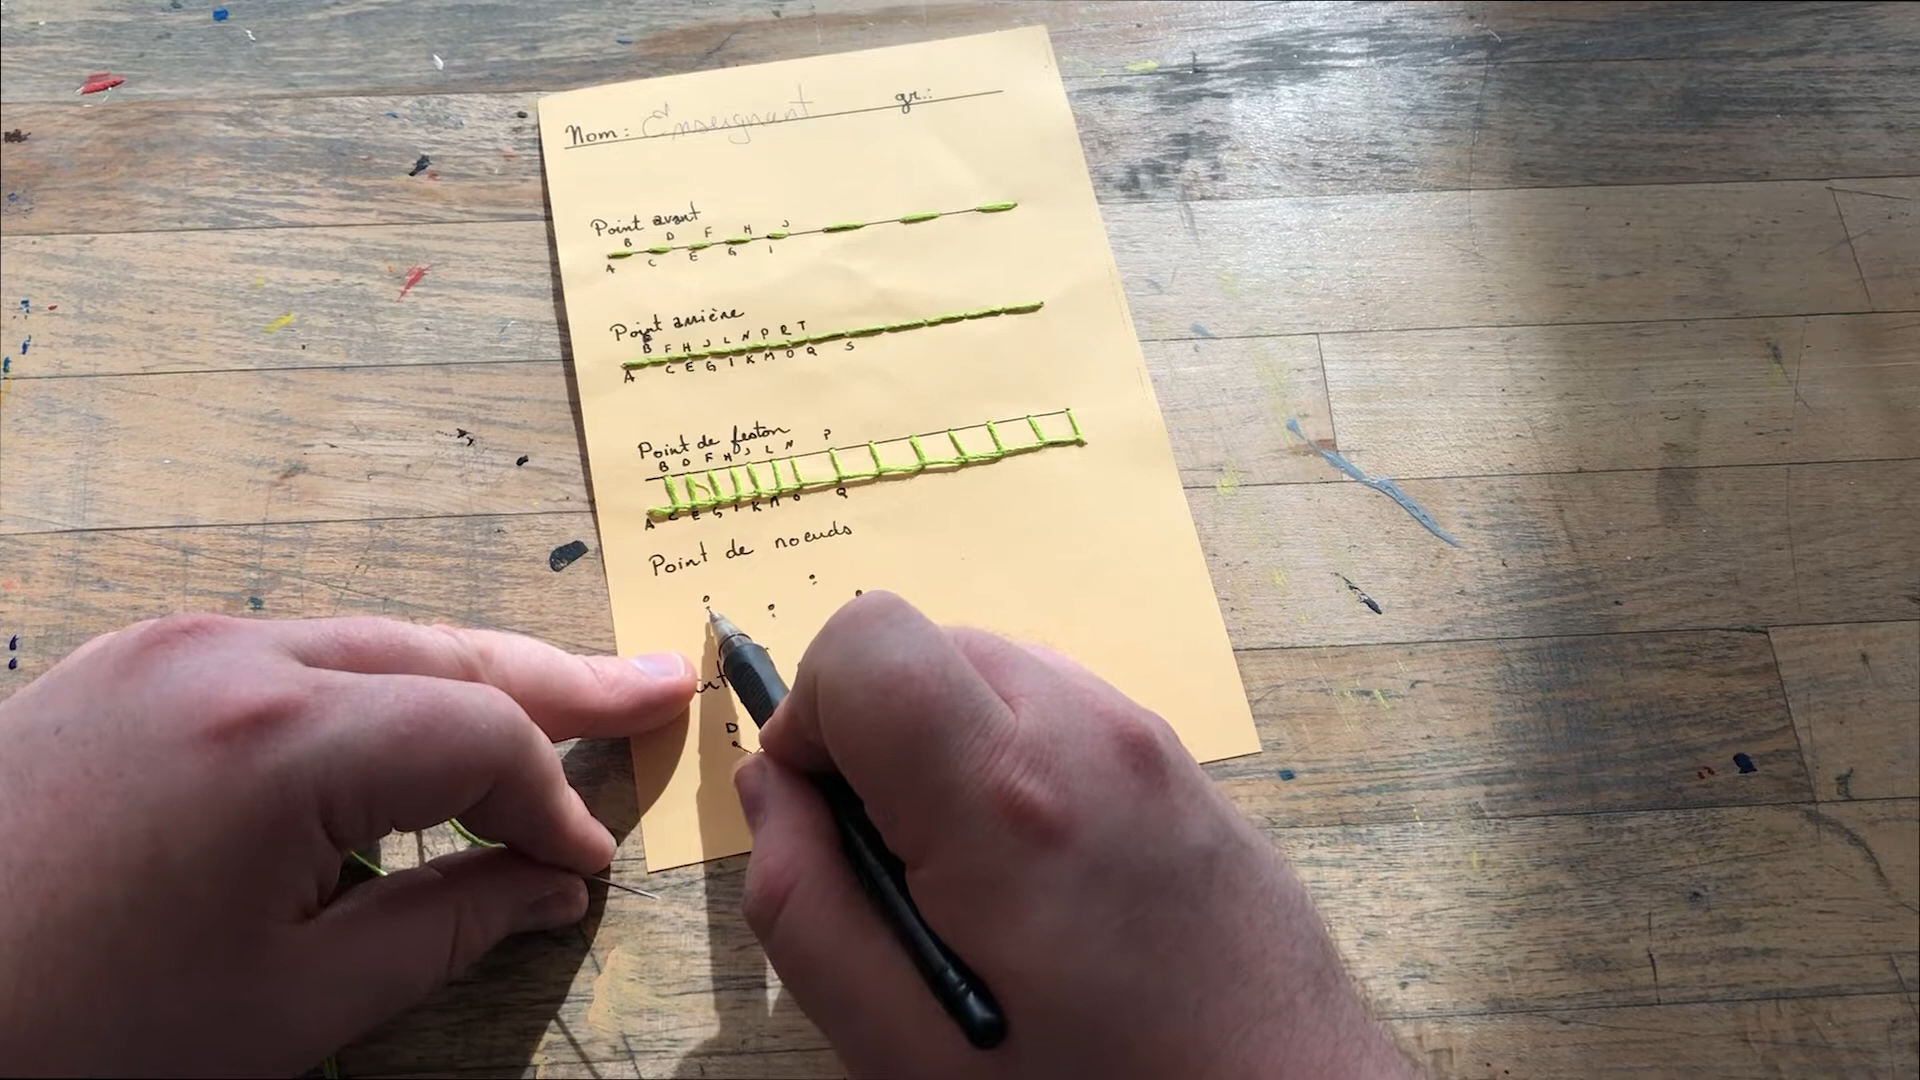 Nom: Enseignant gr.:
Point avant
B D F H J
A C E G I
Point arrière
B F H J L N P R T
A C E G I K M O Q S
Point de feston
B D F H J L N P
A C E G I K M O Q
Point de noeuds
D